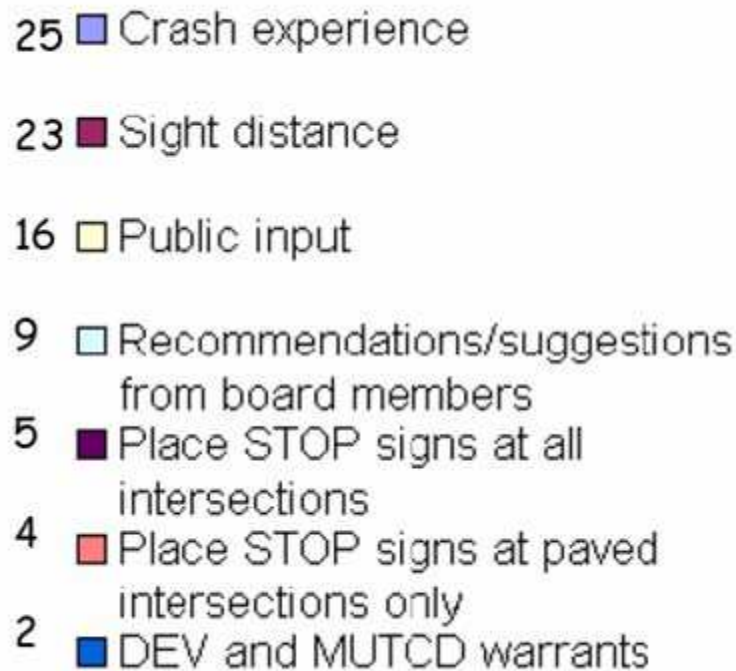 25 Crash experience
23 Sight distance
16 Public input
9 Recommendations/suggestions
from board members
5 Place STOP signs at all
intersections
4 Place STOP signs at paved
intersections only
2 DEV and MUTCD warrants